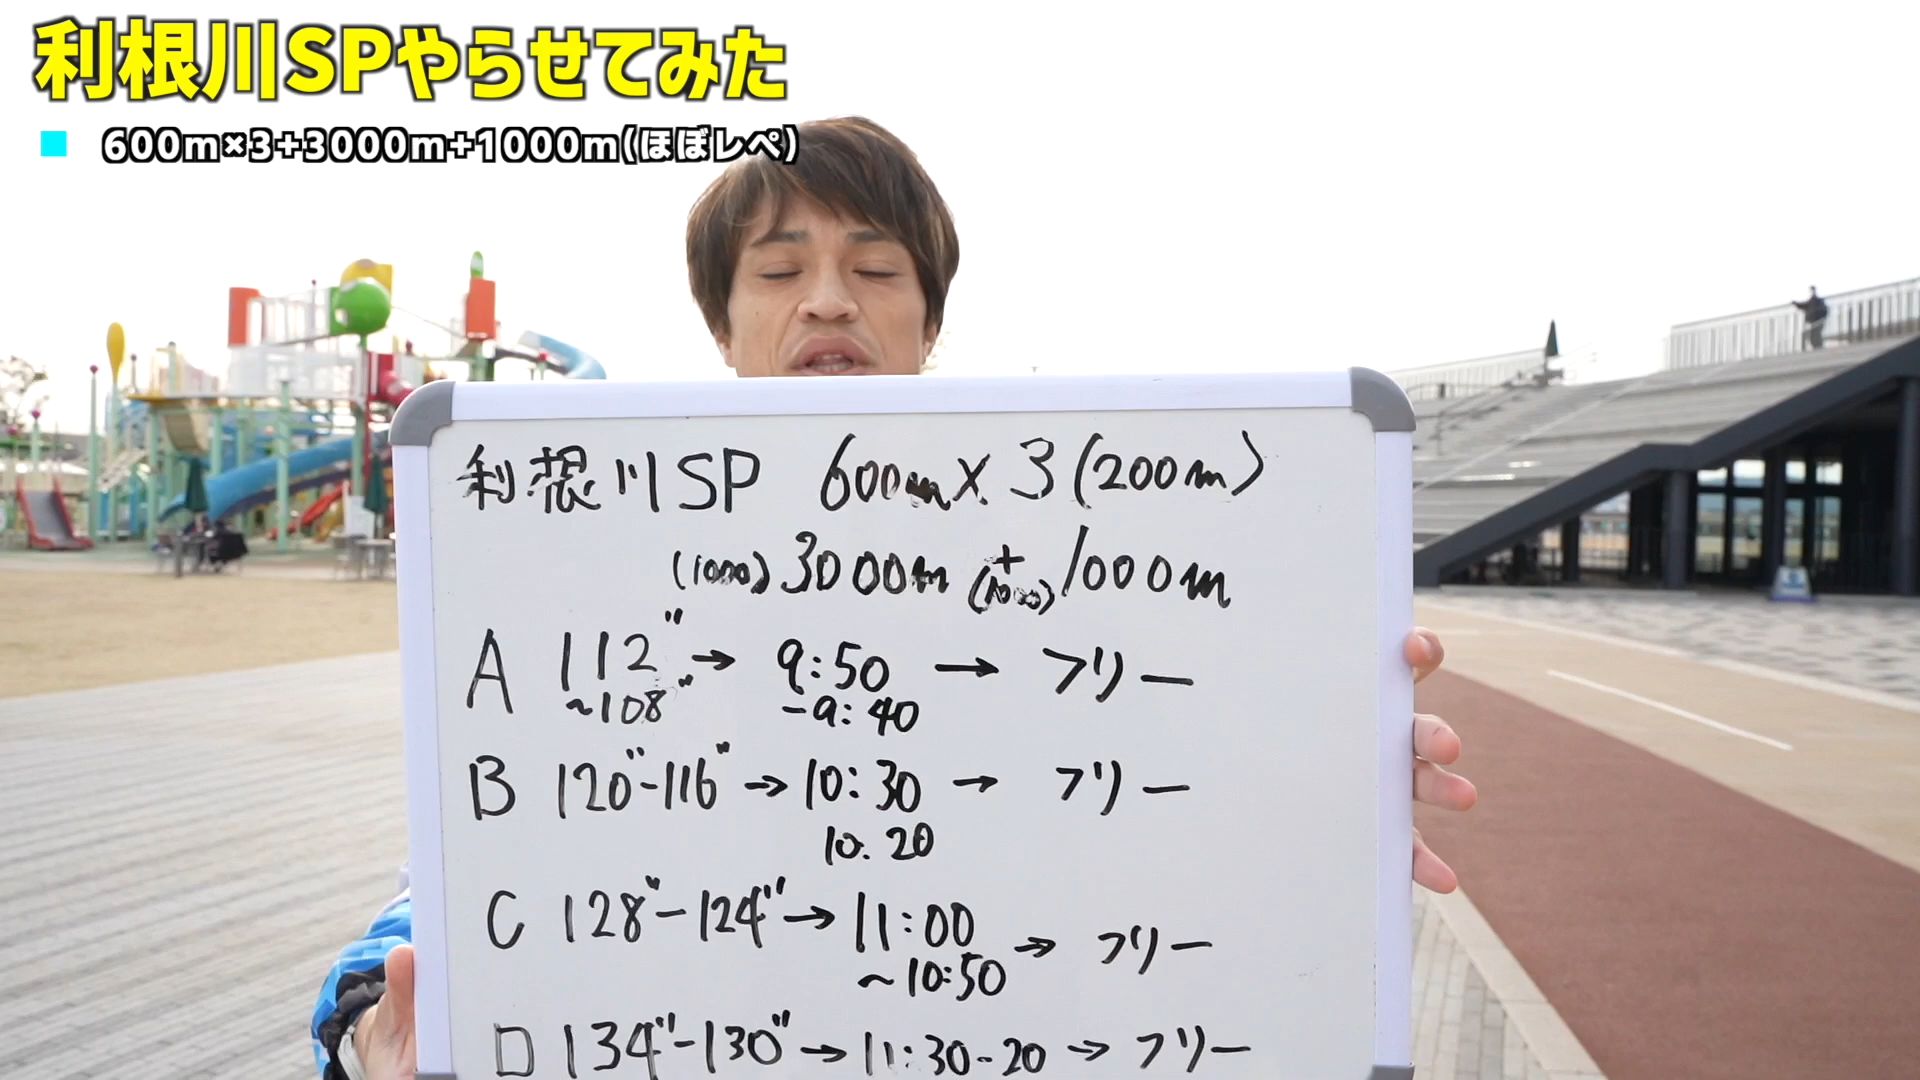 利根川SPやらせてみた
600m×3+3000m+1000m(ほぼレペ)
利根川SP 600m×3(200m)
(1000)3000m+(1000)1000m
A 112"→ 9:50 → フリー
~108" -9:40
B 120"-116" → 10:30 → フリー
10:20
C 128"-124" → 11:00 → フリー
~10:50
D 134"-130" → 11:30-20 → フリー